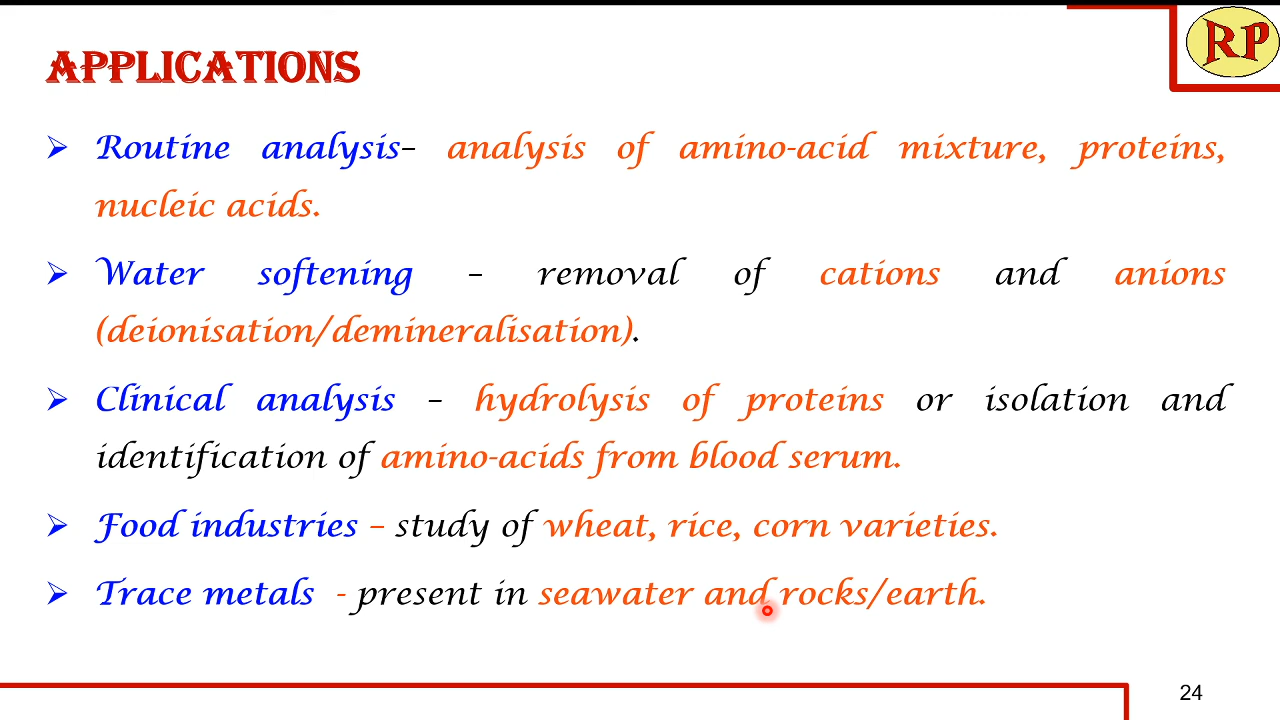 RP
APPLICATIONS
➢ Routine analysis– analysis of amino-acid mixture, proteins,
nucleic acids.
➢ Water softening – removal of cations and anions
(deionisation/demineralisation).
➢ Clinical analysis – hydrolysis of proteins or isolation and
identification of amino-acids from blood serum.
➢ Food industries – study of wheat, rice, corn varieties.
➢ Trace metals - present in seawater and rocks/earth.
24